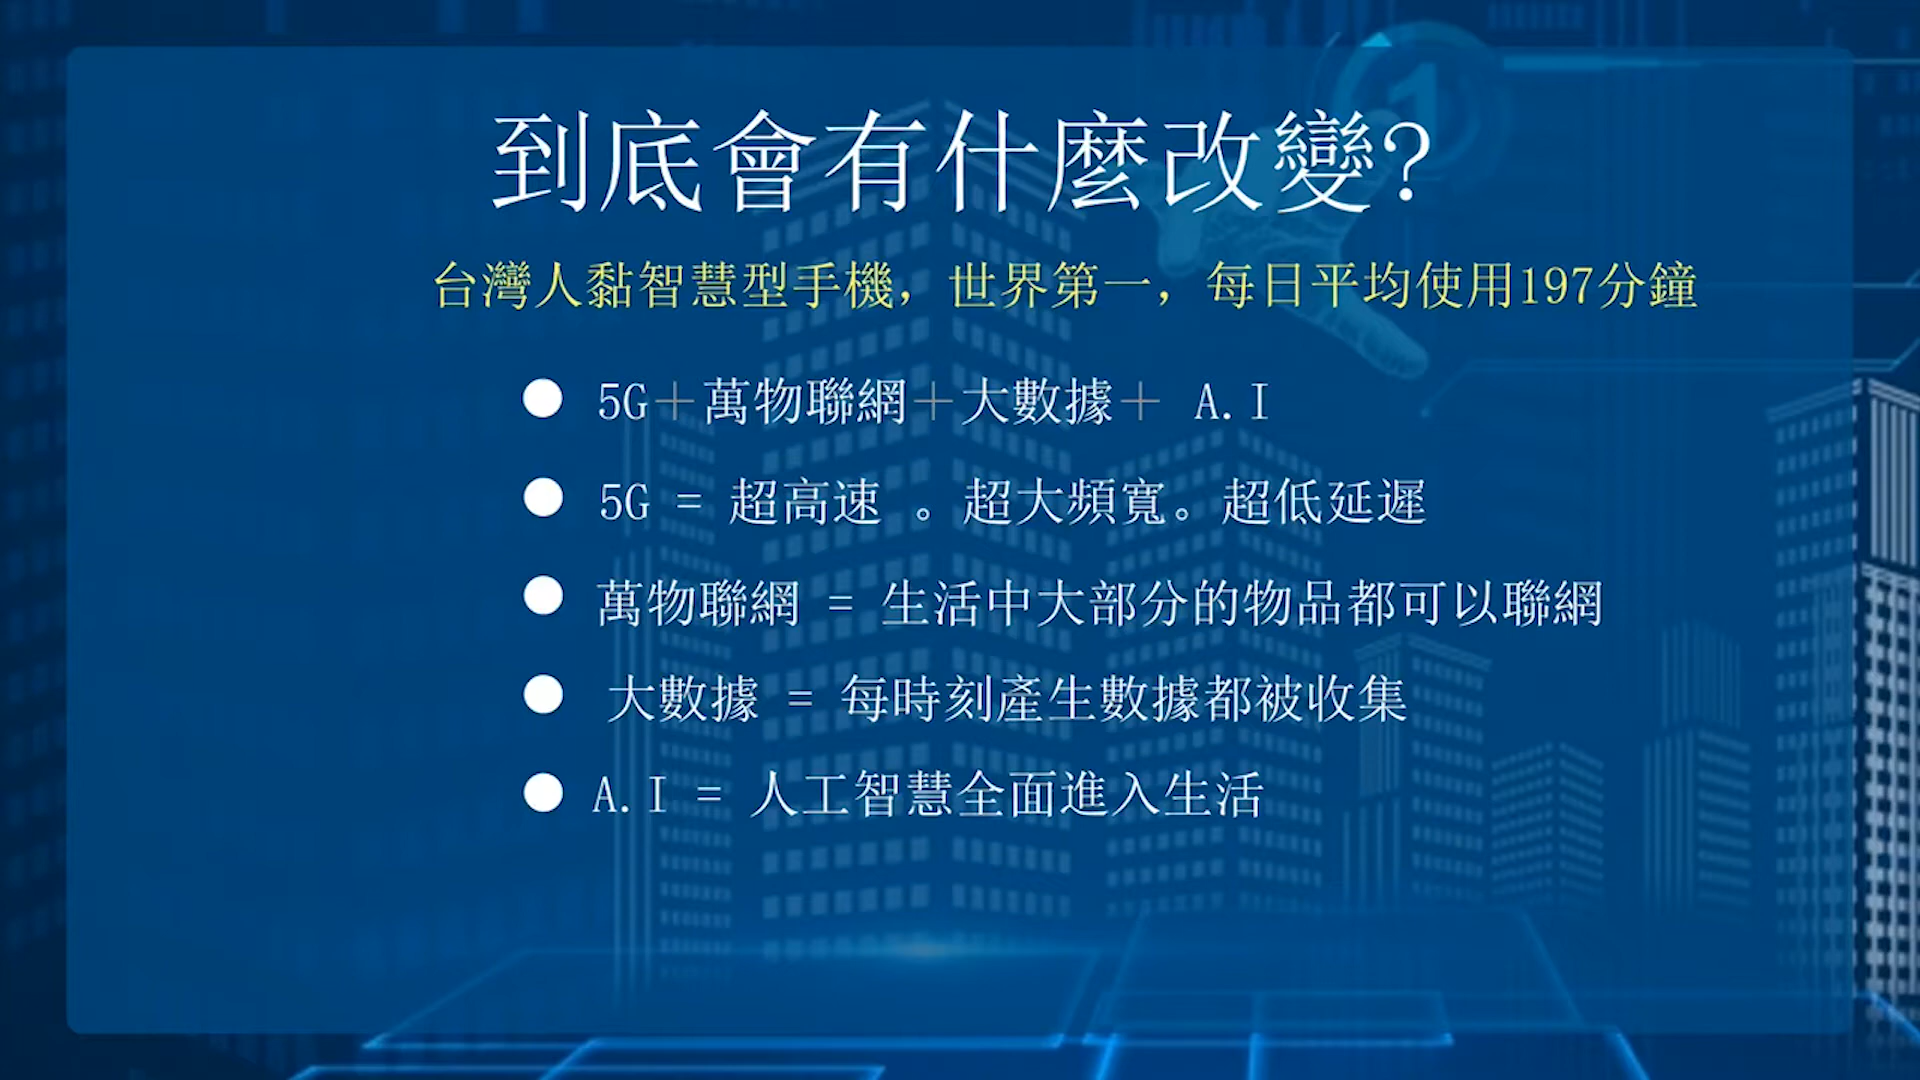 到底會有什麼改變?
台灣人黏智慧型手機，世界第一，每日平均使用197分鐘
● 5G＋萬物聯網＋大數據＋ A.I
● 5G = 超高速 。超大頻寬。超低延遲
● 萬物聯網 = 生活中大部分的物品都可以聯網
● 大數據 = 每時刻產生數據都被收集
● A.I = 人工智慧全面進入生活
1